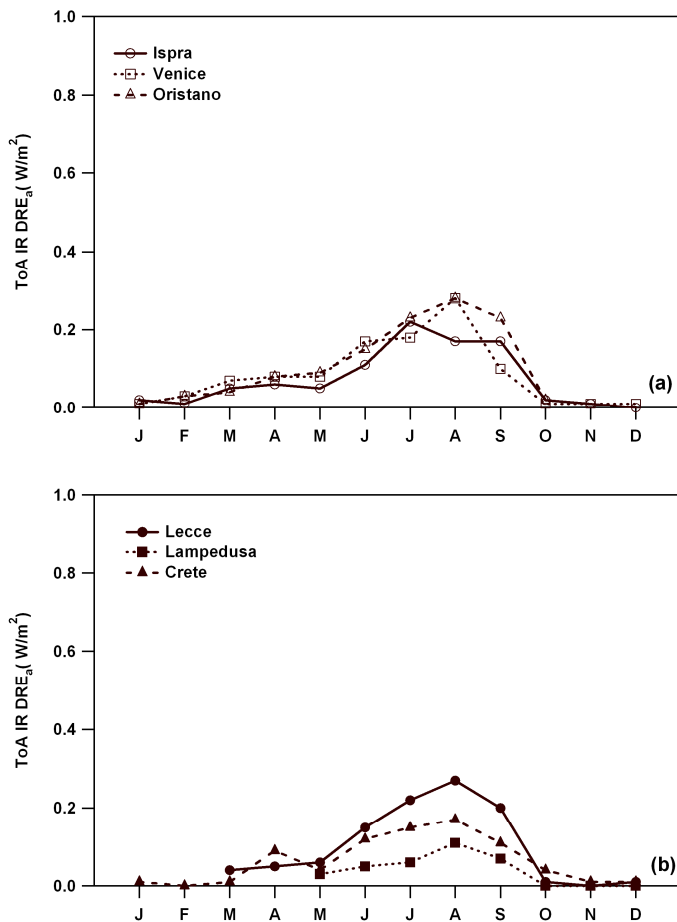 1.0
Ispra
Venice
Oristano
0.8
0.6
0.4
0.2
0.0
ToA IR DREa( W/m²)
(a)
J F M A M J J A S O N D
1.0
Lecce
Lampedusa
Crete
0.8
0.6
0.4
0.2
0.0
ToA IR DREa( W/m²)
(b)
J F M A M J J A S O N D